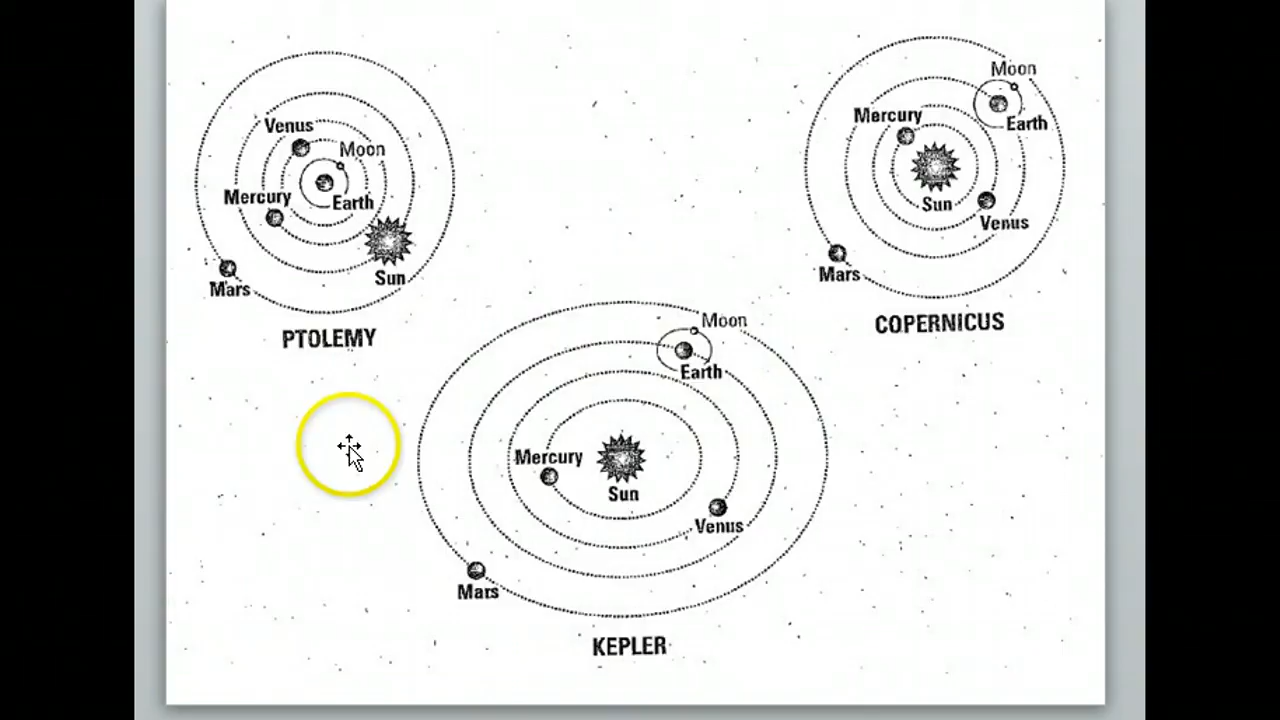 Venus
Moon
Mercury
Earth
Sun
Mars
PTOLEMY
Moon
Mercury
Earth
Sun
Venus
Mars
COPERNICUS
Moon
Earth
Mercury
Sun
Venus
Mars
KEPLER